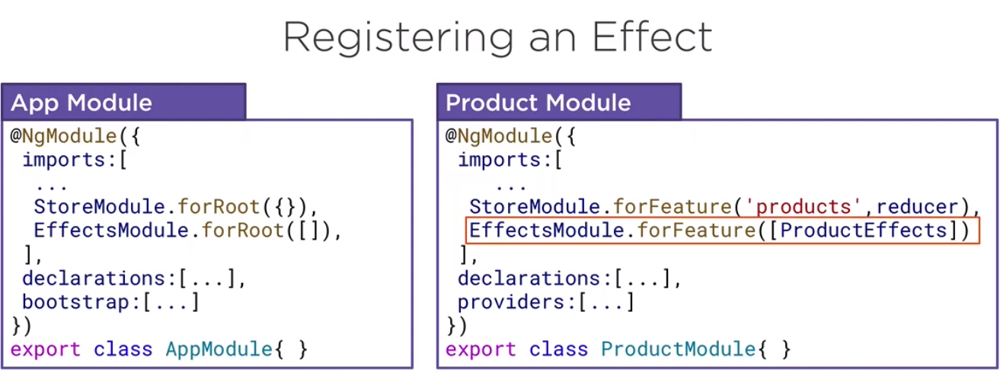 Registering an Effect
App Module
@NgModule({
imports:[
...
StoreModule.forRoot({}),
EffectsModule.forRoot([]),
],
declarations:[...],
bootstrap:[...]
})
export class AppModule{ }
Product Module
@NgModule({
imports:[
...
StoreModule.forFeature('products',reducer),
EffectsModule.forFeature([ProductEffects])
],
declarations:[...],
providers:[...]
})
export class ProductModule{ }